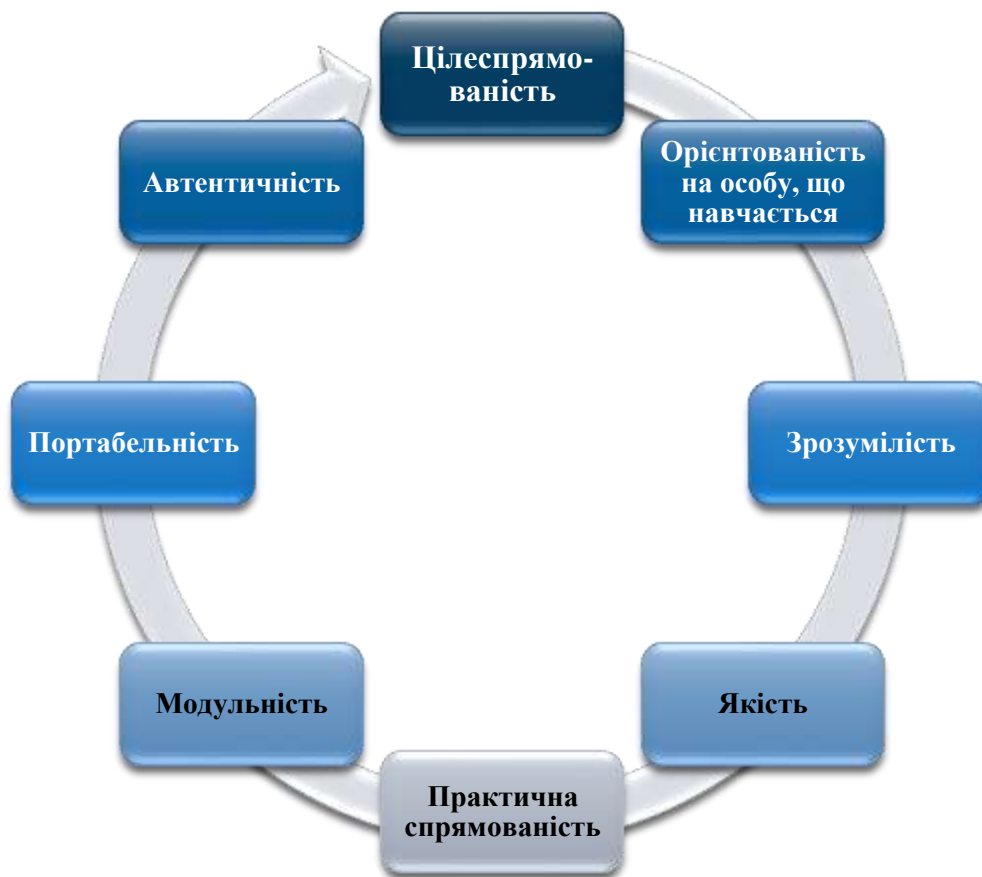 Цілеспрямо-
ваність
Орієнтованість
на особу, що
навчається
Зрозумілість
Якість
Практична
спрямованість
Модульність
Портабельність
Автентичність